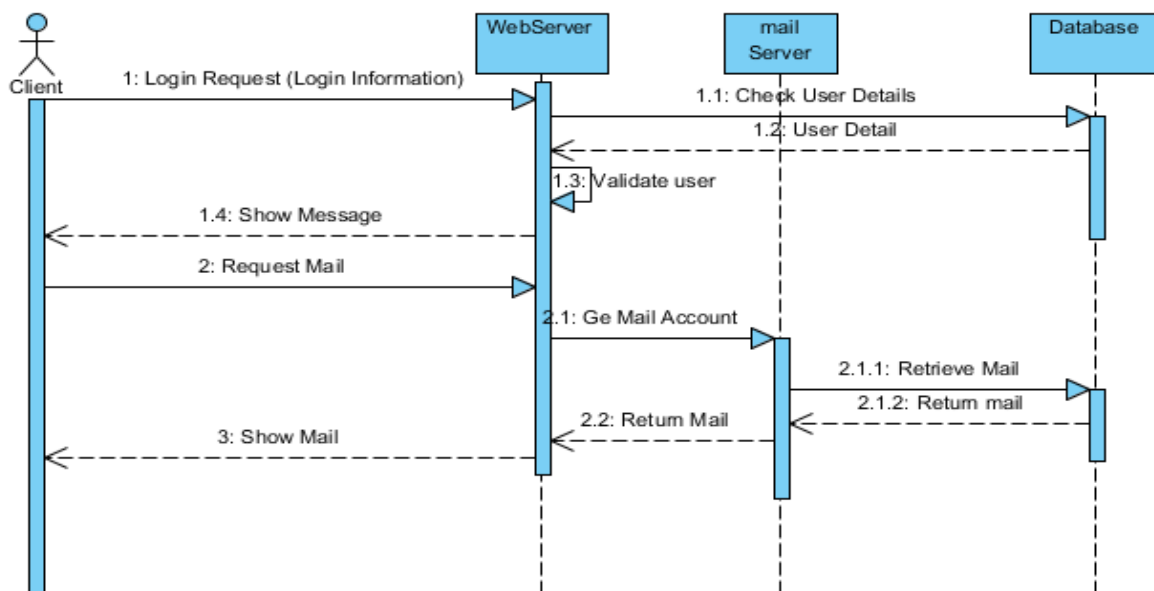 WebServer
mail
Server
Database
Client
1: Login Request (Login Information)
1.1: Check User Details
1.2: User Detail
1.3: Validate user
1.4: Show Message
2: Request Mail
2.1: Ge Mail Account
2.1.1: Retrieve Mail
2.1.2: Return mail
2.2: Return Mail
3: Show Mail